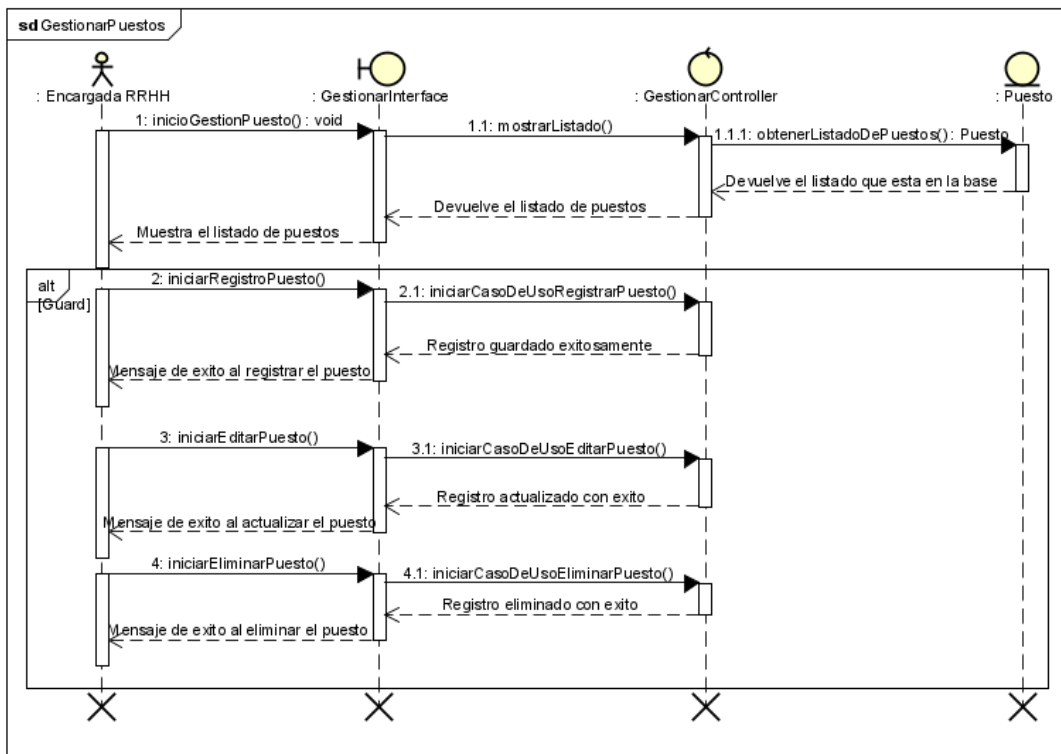 sd GestionarPuestos
: Encargada RRHH
: GestionarInterface
: GestionarController
: Puesto
1: inicioGestionPuesto() : void
1.1: mostrarListado()
1.1.1: obtenerListadoDePuestos() : Puesto
Devuelve el listado que esta en la base
Devuelve el listado de puestos
Muestra el listado de puestos
alt
[Guard]
2: iniciarRegistroPuesto()
2.1: iniciarCasoDeUsoRegistrarPuesto()
Registro guardado exitosamente
Mensaje de exito al registrar el puesto
3: iniciarEditarPuesto()
3.1: iniciarCasoDeUsoEditarPuesto()
Registro actualizado con exito
Mensaje de exito al actualizar el puesto
4: iniciarEliminarPuesto()
4.1: iniciarCasoDeUsoEliminarPuesto()
Registro eliminado con exito
Mensaje de exito al eliminar el puesto